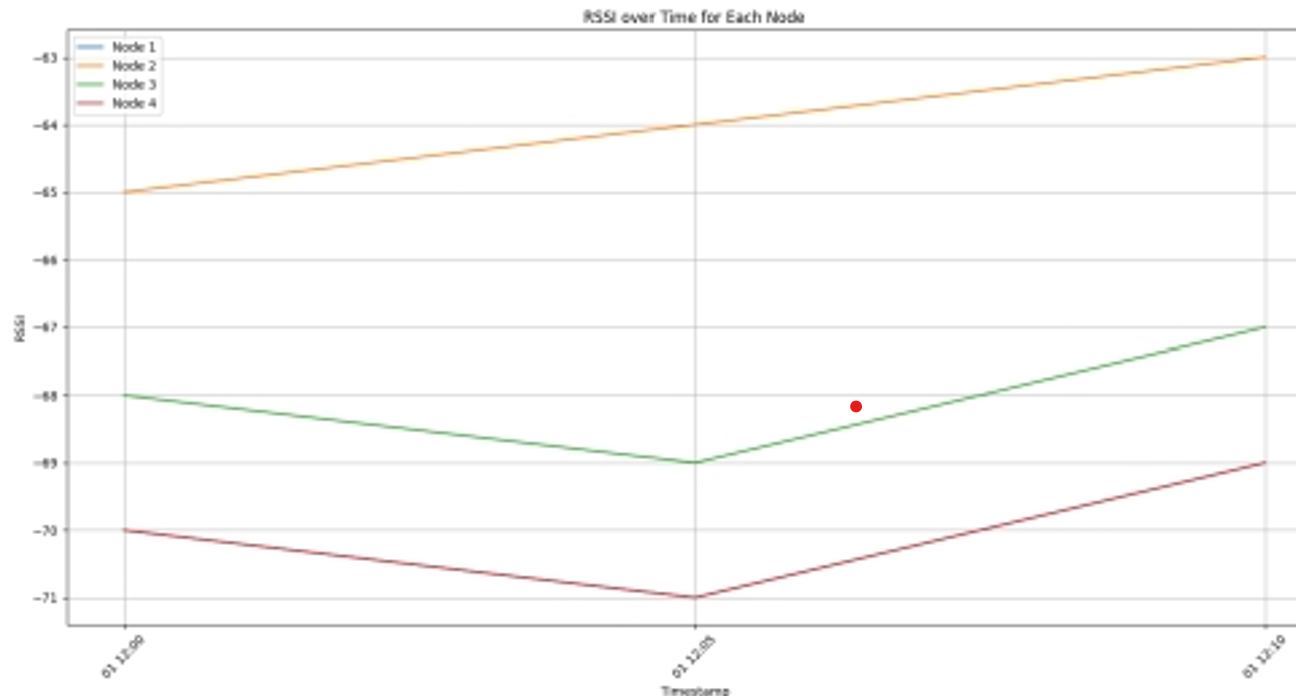 RSSI over Time for Each Node
Node 1
Node 2
Node 3
Node 4
−63
−64
−65
−66
−67
−68
−69
−70
−71
RSSI
01 12:00
01 12:05
01 12:10
Timestamp